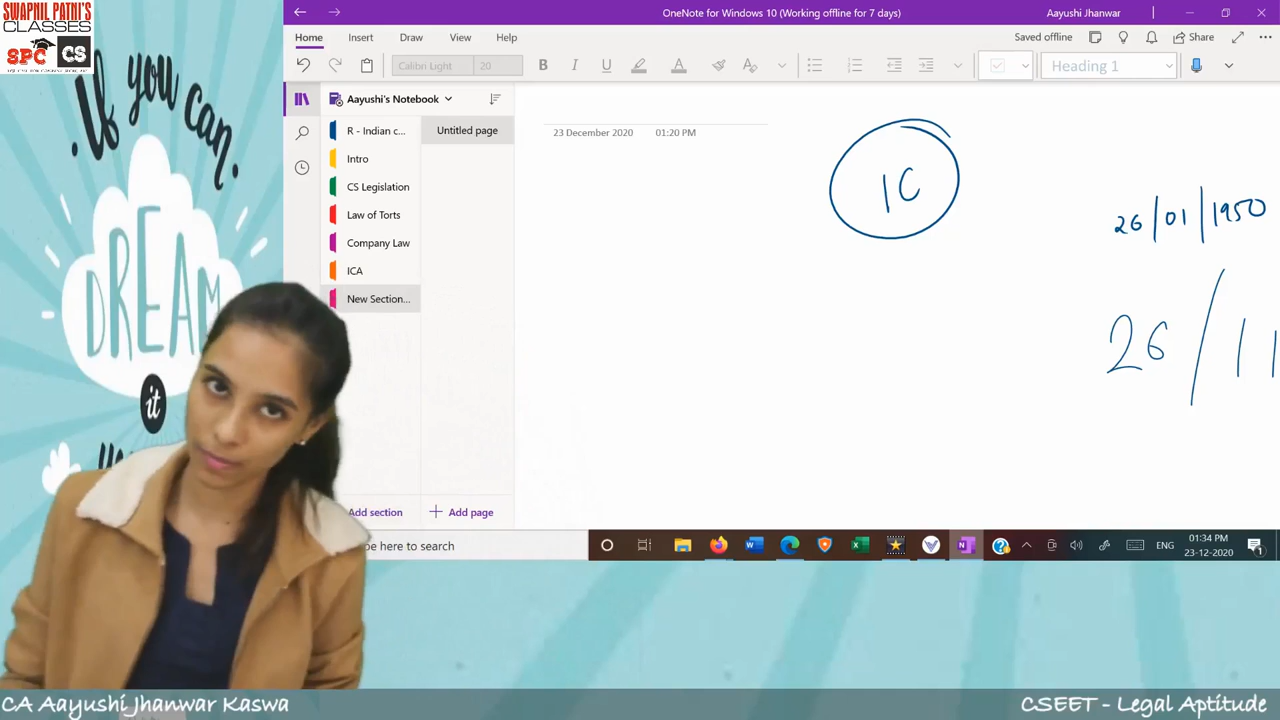 SWAPNIL PATNI'S
CLASSES
SPC CS
If you can
DREAM
it
OneNote for Windows 10 (Working offline for 7 days)
Aayushi Jhanwar
Home Insert Draw View Help
Saved offline
Share
Calibri Light 20
B I U A
Heading 1
Aayushi's Notebook
R - Indian c...
Intro
CS Legislation
Law of Torts
Company Law
ICA
New Section...
Untitled page
Add section
Add page
23 December 2020 01:20 PM
IC
26/01/1950
26/11
here to search
ENG
01:34 PM
23-12-2020
CA Aayushi Jhanwar Kaswa
CSEET - Legal Aptitude